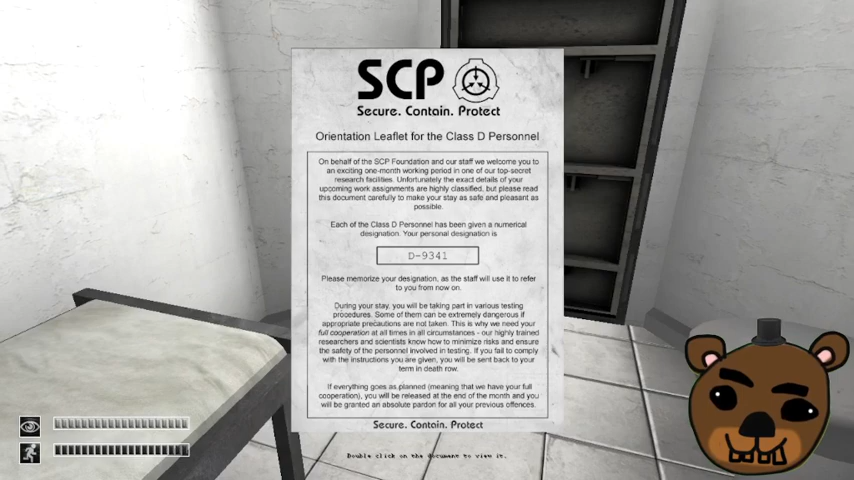 SCP
Secure. Contain. Protect
Orientation Leaflet for the Class D Personnel
On behalf of the SCP Foundation and our staff we welcome you to
an exciting one-month working period in one of our top-secret
research facilities. Unfortunately the exact details of your
upcoming work assignments are highly classified, but please read
this document carefully to make your stay as safe and pleasant as
possible.
Each of the Class D Personnel has been given a numerical
designation. Your personal designation is
D-9341
Please memorize your designation, as the staff will use it to refer
to you from now on.
During your stay, you will be taking part in various testing
procedures. Some of them can be extremely dangerous if
appropriate precautions are not taken. This is why we need your
full cooperation at all times in all circumstances - our highly trained
researchers and scientists know how to minimize risks and ensure
the safety of the personnel involved in testing. If you fail to comply
with the instructions you are given, you will be sent back to your
term in death row.
If everything goes as planned (meaning that we have your full
cooperation), you will be released at the end of the month and you
will be granted an absolute pardon for all your previous offences.
Secure. Contain. Protect
Double click on the document to view it.